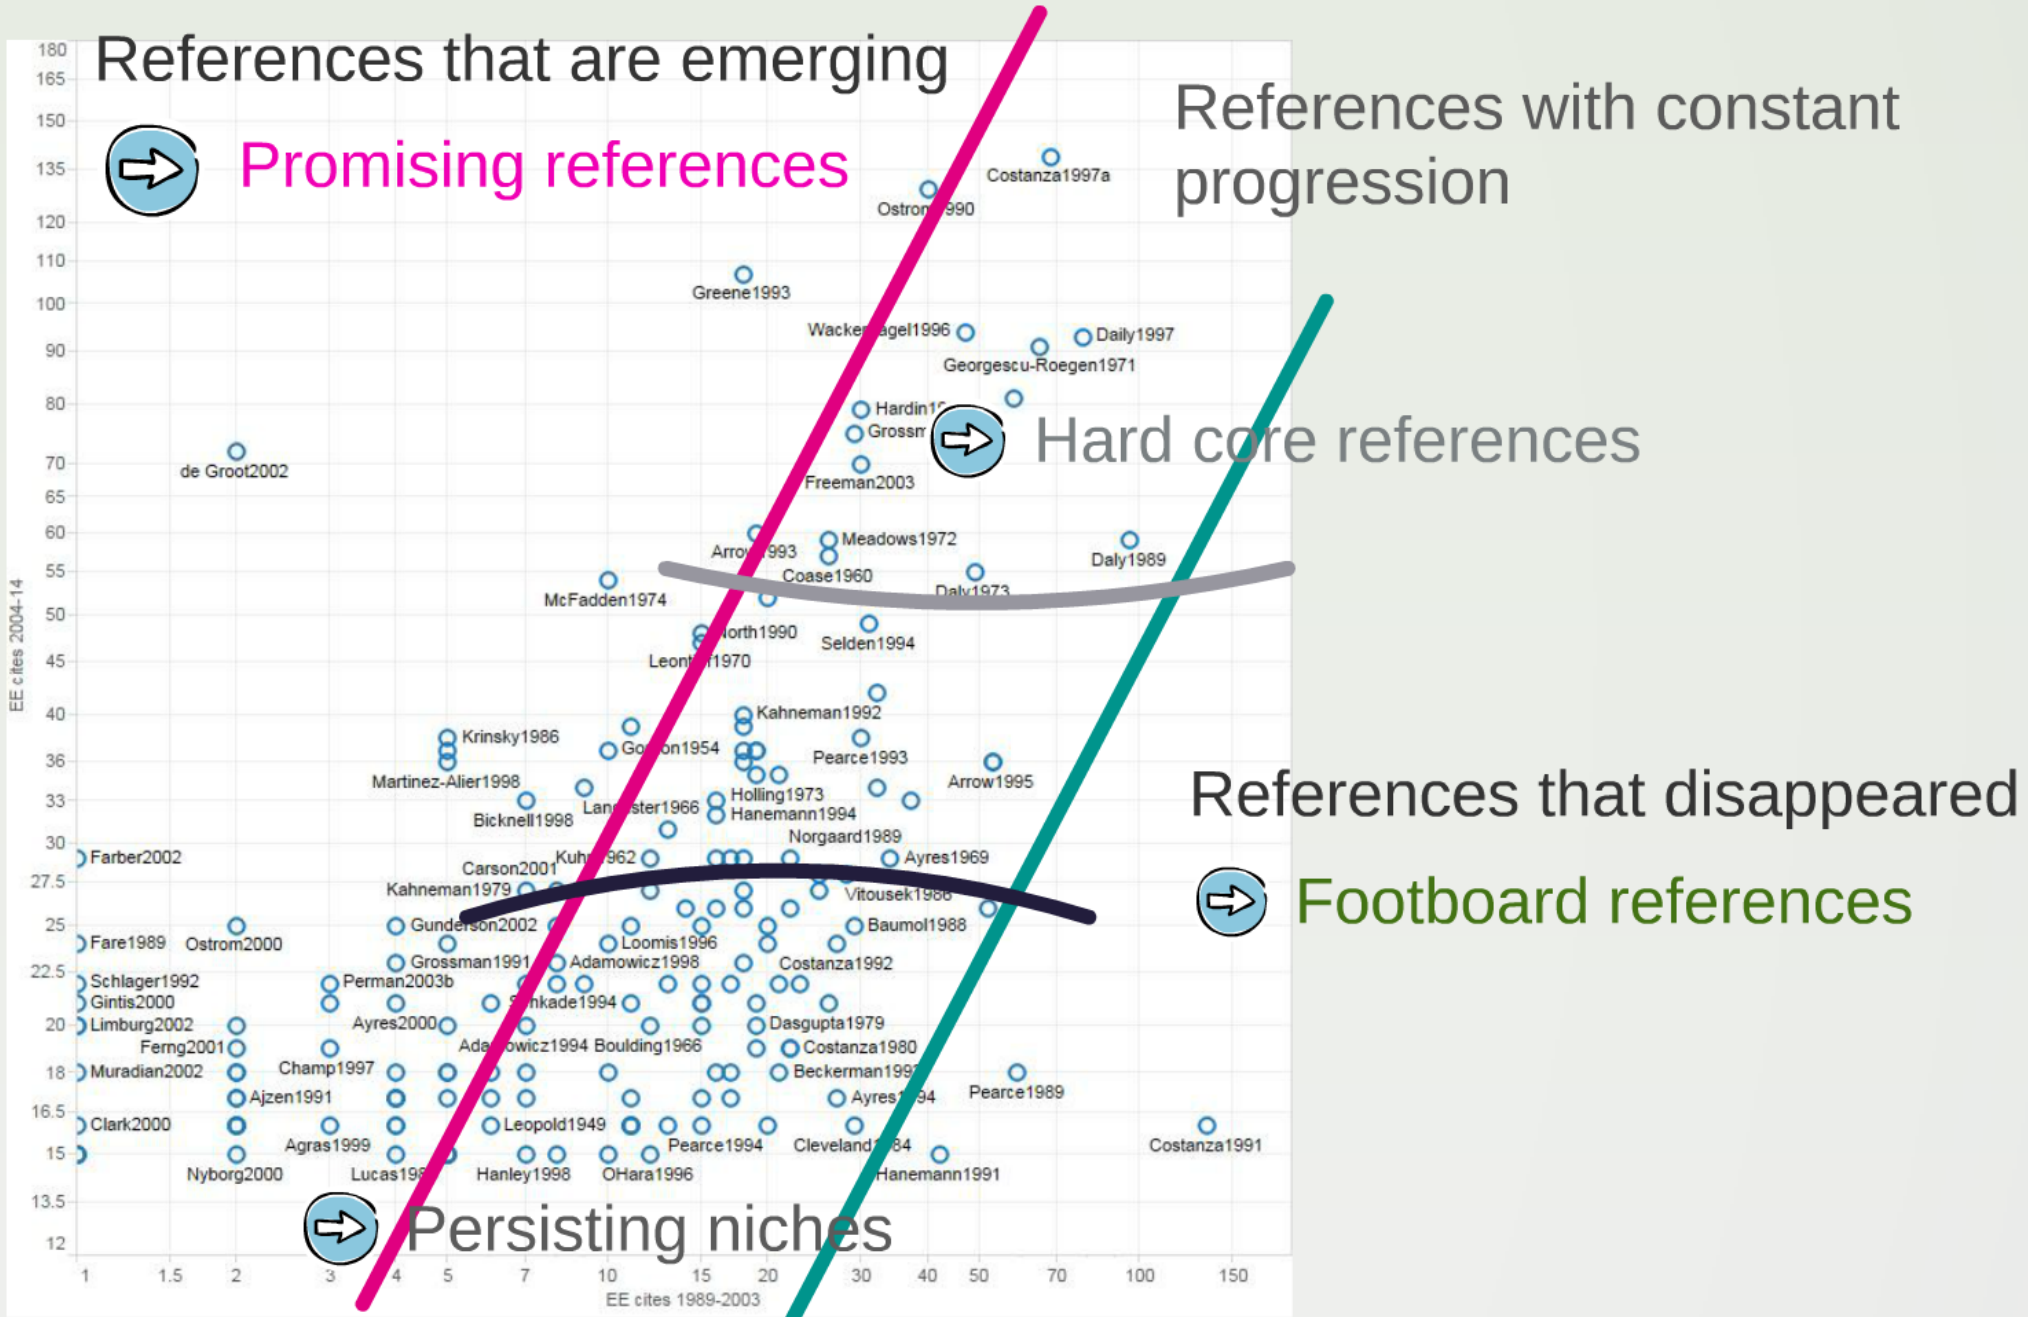 References that are emerging
Promising references
References with constant
progression
Hard core references
References that disappeared
Footboard references
Persisting niches
EE cites 2004-14
180
165
150
135
120
110
100
90
80
70
65
60
55
50
45
40
36
33
30
27.5
25
22.5
20
18
16.5
15
13.5
12
Costanza1997a
Greene1993
Daily1997
Georgescu-Roegen1971
de Groot2002
Freeman2003
Meadows1972
Coase1960
Daly1989
Daly1973
McFadden1974
Selden1994
Kahneman1992
Krinsky1986
Pearce1993
Martinez-Alier1998
Arrow1995
Holling1973
Bicknell1998
Hanemann1994
Norgaard1989
Farber2002
Ayres1969
Carson2001
Kahneman1979
Vitousek1986
Gunderson2002
Baumol1988
Fare1989
Ostrom2000
Loomis1996
Grossman1991
Adamowicz1998
Costanza1992
Schlager1992
Perman2003b
Gintis2000
Limburg2002
Ayres2000
Dasgupta1979
Ferng2001
Boulding1966
Costanza1980
Muradian2002
Champ1997
Pearce1989
Ajzen1991
Clark2000
Leopold1949
Agras1999
Pearce1994
Costanza1991
Nyborg2000
Hanley1998
OHara1996
Hanemann1991
1 1.5 2 3 4 5 7 10 15 20 30 40 50 70 100 150
EE cites 1989-2003